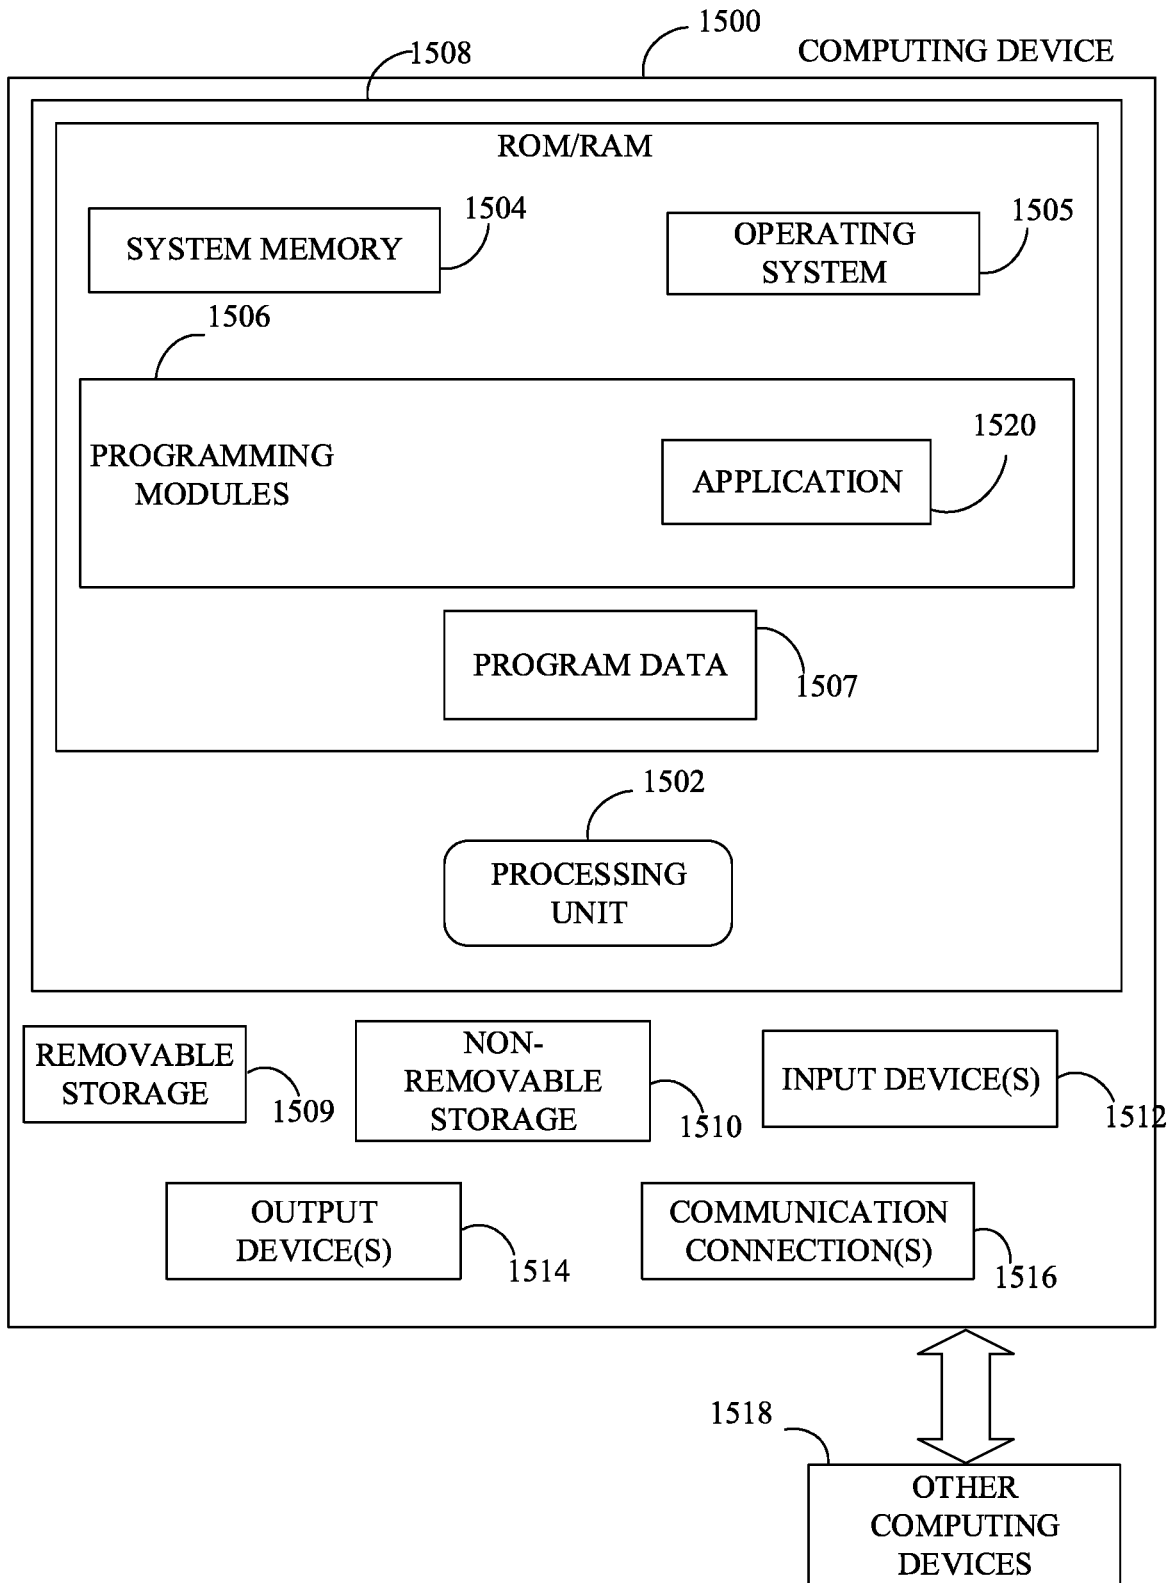 1500
COMPUTING DEVICE
1508
ROM/RAM
1504
SYSTEM MEMORY
1505
OPERATING
SYSTEM
1506
PROGRAMMING
MODULES
1520
APPLICATION
PROGRAM DATA
1507
1502
PROCESSING
UNIT
REMOVABLE
STORAGE
1509
NON-
REMOVABLE
STORAGE
1510
INPUT DEVICE(S)
1512
OUTPUT
DEVICE(S)
1514
COMMUNICATION
CONNECTION(S)
1516
1518
OTHER
COMPUTING
DEVICES